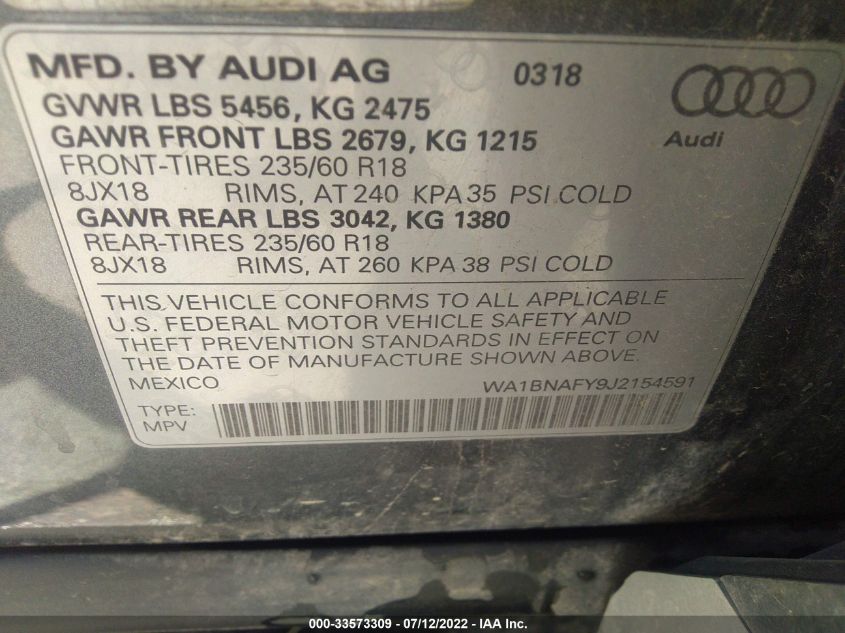 MFD. BY AUDI AG 0318
GVWR LBS 5456, KG 2475
GAWR FRONT LBS 2679, KG 1215
Audi
FRONT-TIRES 235/60 R18
8JX18 RIMS, AT 240 KPA 35 PSI COLD
GAWR REAR LBS 3042, KG 1380
REAR-TIRES 235/60 R18
8JX18 RIMS, AT 260 KPA 38 PSI COLD
THIS VEHICLE CONFORMS TO ALL APPLICABLE
U.S. FEDERAL MOTOR VEHICLE SAFETY AND
THEFT PREVENTION STANDARDS IN EFFECT ON
THE DATE OF MANUFACTURE SHOWN ABOVE.
MEXICO WA1BNAFY9J2154591
TYPE:
MPV
000-33573309 - 07/12/2022 - IAA Inc.